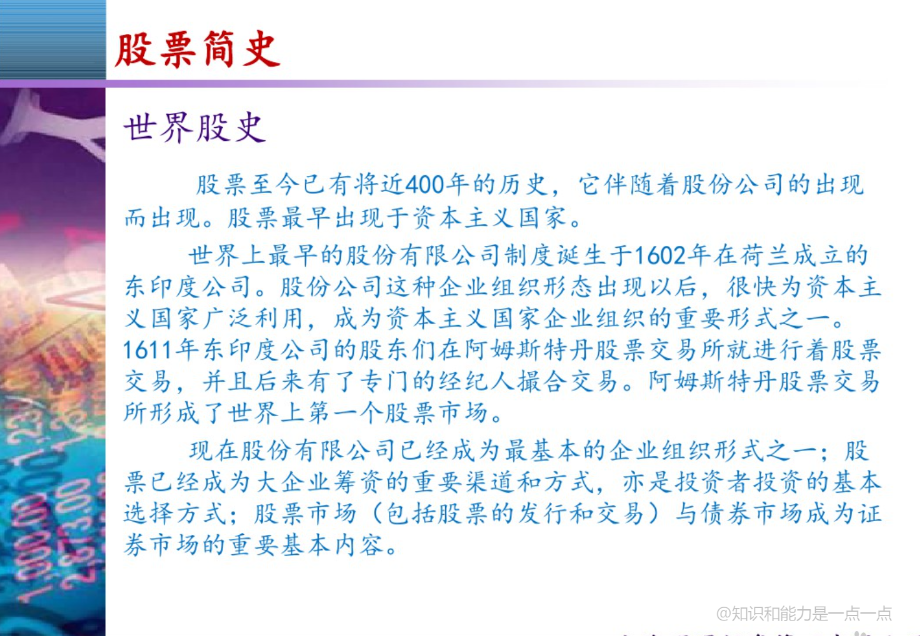 股票简史
世界股史
股票至今已有将近400年的历史，它伴随着股份公司的出现
而出现。股票最早出现于资本主义国家。
世界上最早的股份有限公司制度诞生于1602年在荷兰成立的
东印度公司。股份公司这种企业组织形态出现以后，很快为资本主
义国家广泛利用，成为资本主义国家企业组织的重要形式之一。
1611年东印度公司的股东们在阿姆斯特丹股票交易所就进行着股票
交易，并且后来有了专门的经纪人撮合交易。阿姆斯特丹股票交易
所形成了世界上第一个股票市场。
现在股份有限公司已经成为最基本的企业组织形式之一；股
票已经成为大企业筹资的重要渠道和方式，亦是投资者投资的基本
选择方式；股票市场（包括股票的发行和交易）与债券市场成为证
券市场的重要基本内容。
@知识和能力是一点一点